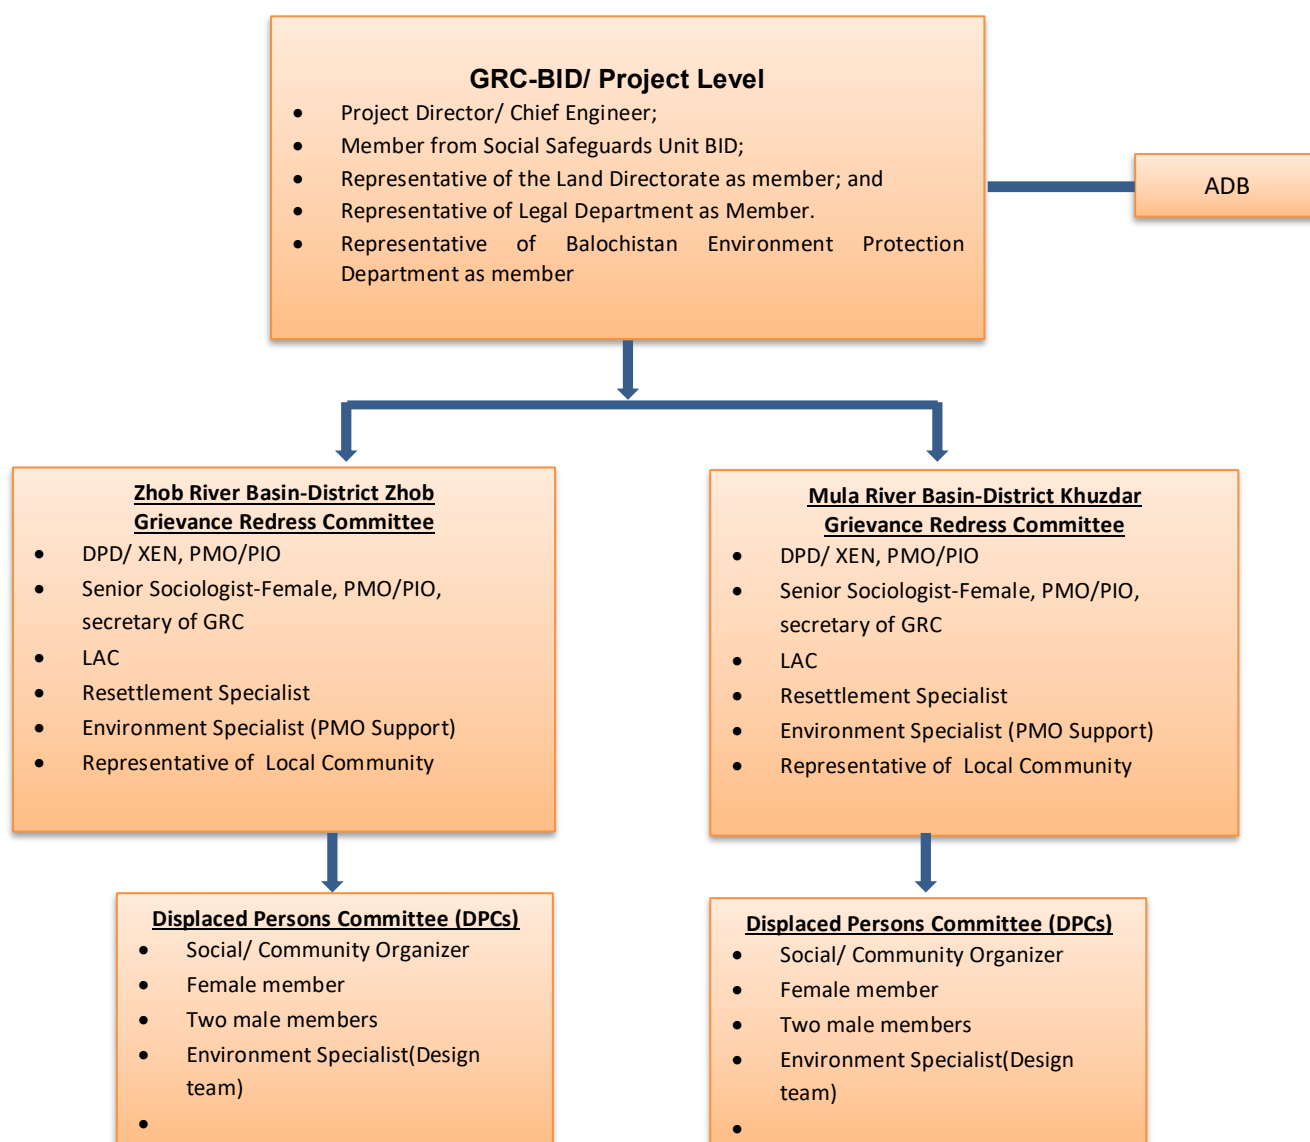 GRC-BID/ Project Level
• Project Director/ Chief Engineer;
• Member from Social Safeguards Unit BID;
• Representative of the Land Directorate as member; and
• Representative of Legal Department as Member.
• Representative of Balochistan Environment Protection
Department as member
ADB
Zhob River Basin-District Zhob
Grievance Redress Committee
• DPD/ XEN, PMO/PIO
• Senior Sociologist-Female, PMO/PIO,
secretary of GRC
• LAC
• Resettlement Specialist
• Environment Specialist (PMO Support)
• Representative of Local Community
Mula River Basin-District Khuzdar
Grievance Redress Committee
• DPD/ XEN, PMO/PIO
• Senior Sociologist-Female, PMO/PIO,
secretary of GRC
• LAC
• Resettlement Specialist
• Environment Specialist (PMO Support)
• Representative of Local Community
Displaced Persons Committee (DPCs)
• Social/ Community Organizer
• Female member
• Two male members
• Environment Specialist(Design
team)
•
Displaced Persons Committee (DPCs)
• Social/ Community Organizer
• Female member
• Two male members
• Environment Specialist(Design
team)
•